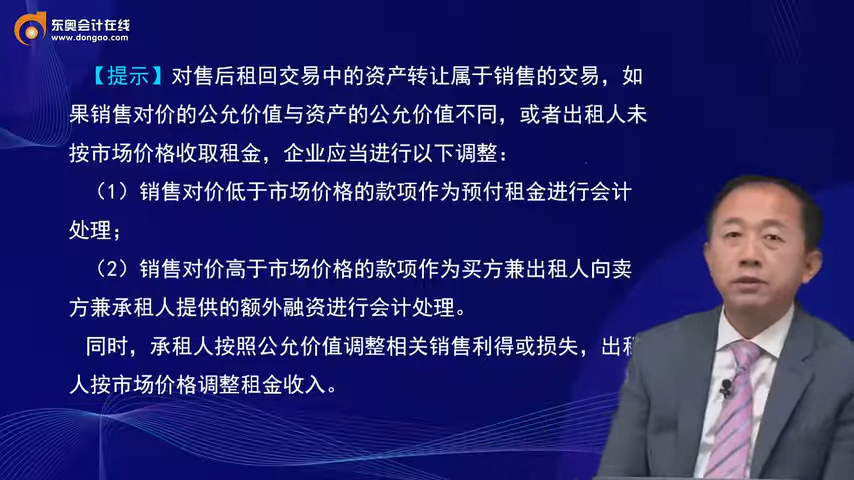 东奥会计在线
www.dongao.com
【提示】对售后租回交易中的资产转让属于销售的交易，如
果销售对价的公允价值与资产的公允价值不同，或者出租人未
按市场价格收取租金，企业应当进行以下调整：
（1）销售对价低于市场价格的款项作为预付租金进行会计
处理；
（2）销售对价高于市场价格的款项作为买方兼出租人向卖
方兼承租人提供的额外融资进行会计处理。
同时，承租人按照公允价值调整相关销售利得或损失，出租
人按市场价格调整租金收入。